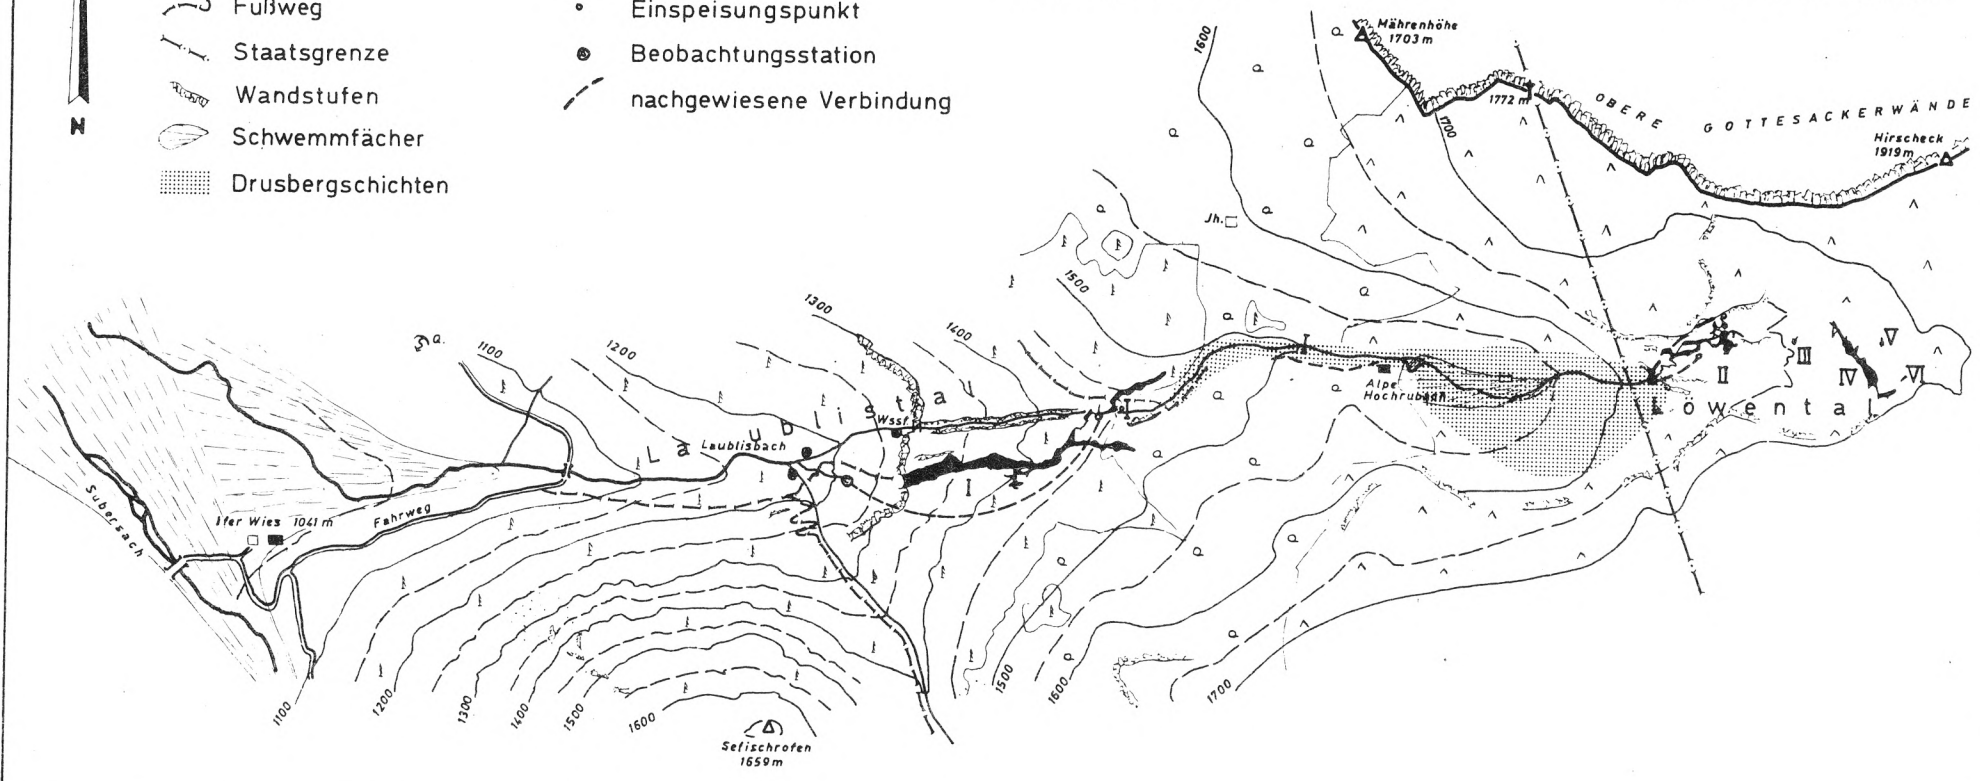 Fußweg
Staatsgrenze
Wandstufen
Schwemmfächer
Drusbergschichten
N
Einspeisungspunkt
Beobachtungsstation
nachgewiesene Verbindung
Mährenhöhe
1703 m
1600
1772 m
1700
OBERE GOTTESACKERWÄNDE
Hirscheck
1919 m
Jh.
1500
1300
1400
1200
1100
Q.
Laublistal
Wssf.
Laublisbach
I
I
I
Alpe
Hochrubach
Löwental
II
III
IV
V
VI
Subersach
Ifer Wies 1041 m
Fahrweg
1100
1200
1300
1400
1500
1600
Sefischrofen
1659 m
1500
1600
1700